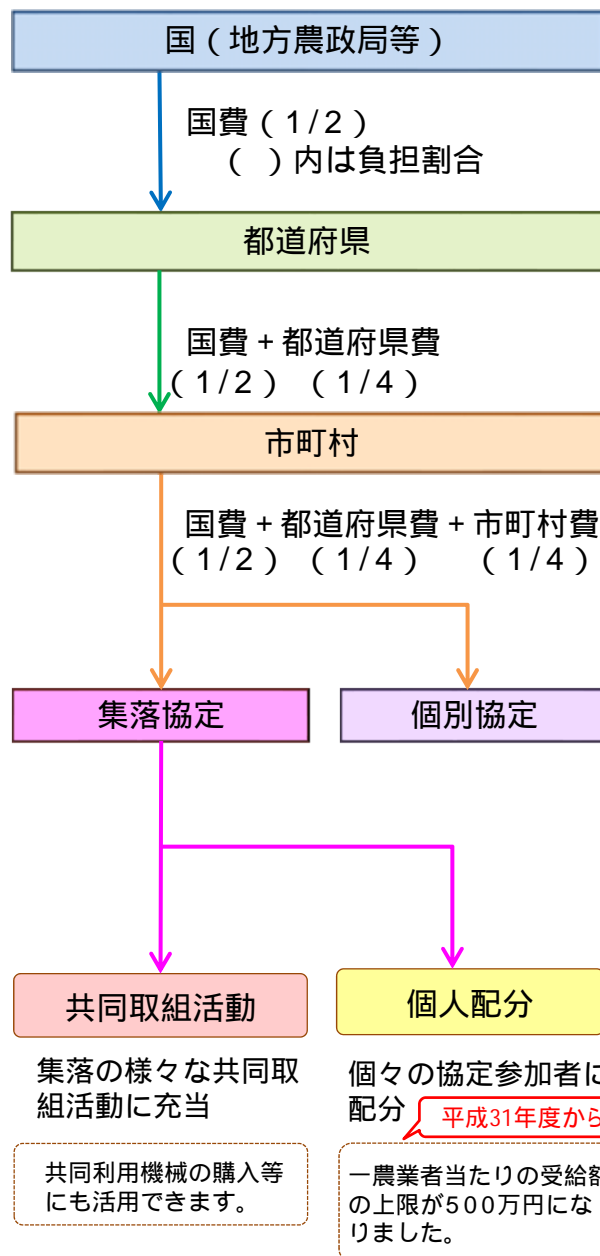 国（地方農政局等）
国費（1/2）
（　）内は負担割合
都道府県
国費＋都道府県費
（1/2）（1/4）
市町村
国費＋都道府県費＋市町村費
（1/2）（1/4）　（1/4）
集落協定
個別協定
共同取組活動
集落の様々な共同取
組活動に充当
共同利用機械の購入等
にも活用できます。
個人配分
個々の協定参加者に
配分
平成31年度から
一農業者当たりの受給額
の上限が500万円にな
りました。